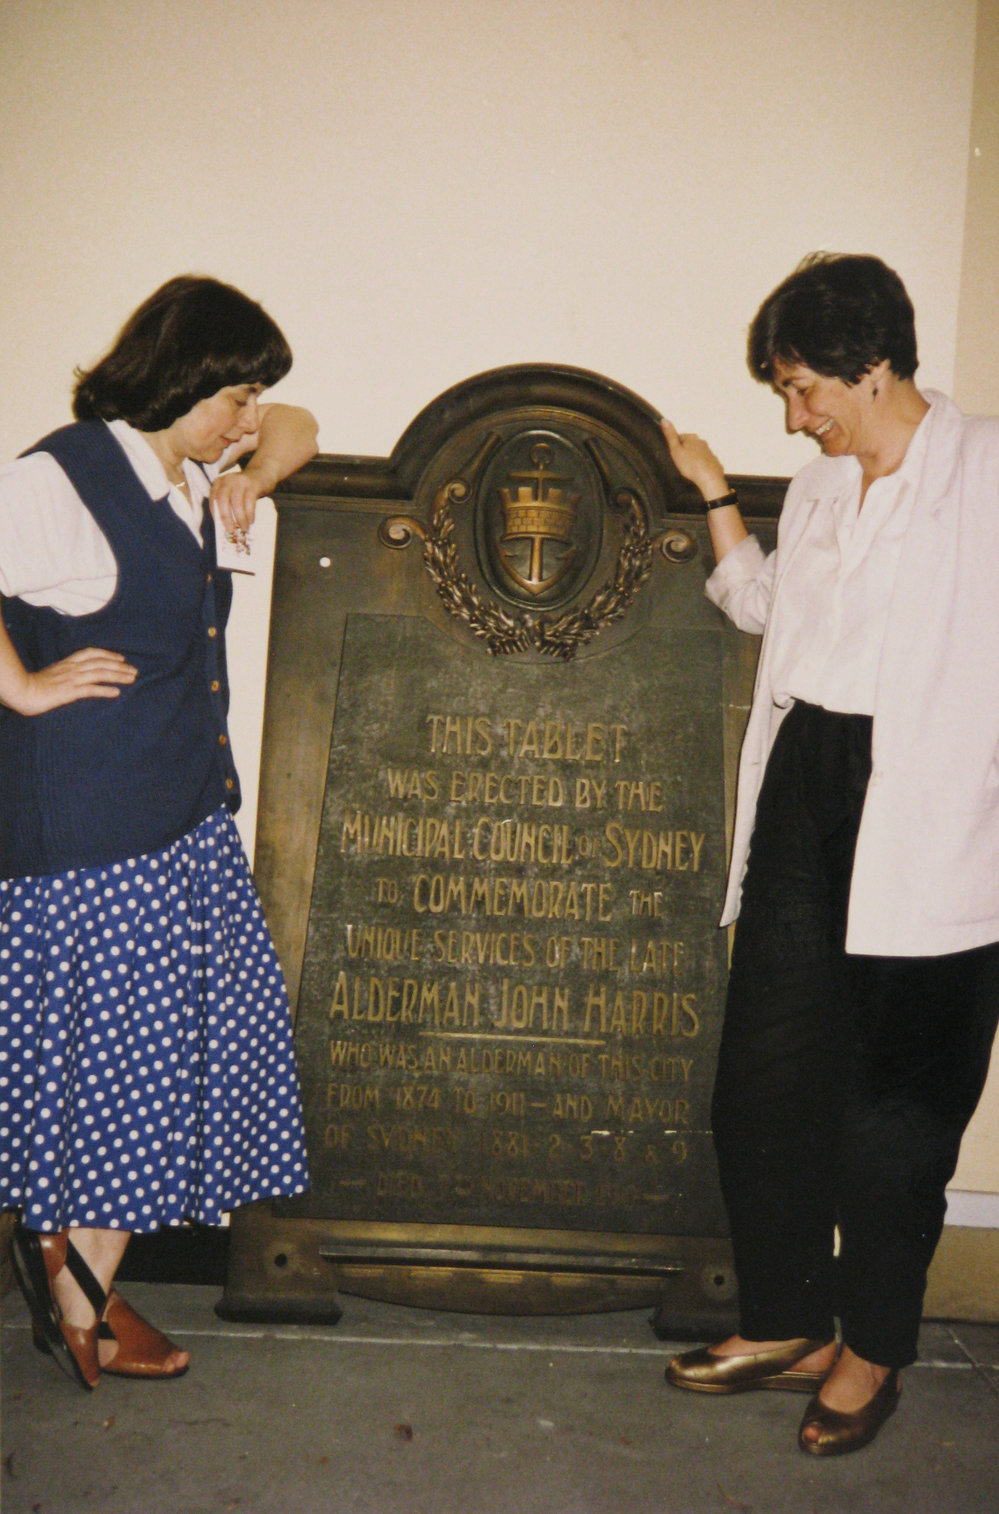 THIS TABLET
WAS ERECTED BY THE
MUNICIPAL COUNCIL OF SYDNEY
TO COMMEMORATE THE
UNIQUE SERVICES OF THE LATE
ALDERMAN JOHN HARRIS
WHO WAS AN ALDERMAN OF THIS CITY
FROM 1874 TO 1911 – AND MAYOR
OF SYDNEY 1881 2 3 8 & 9
— DIED NOVEMBER —